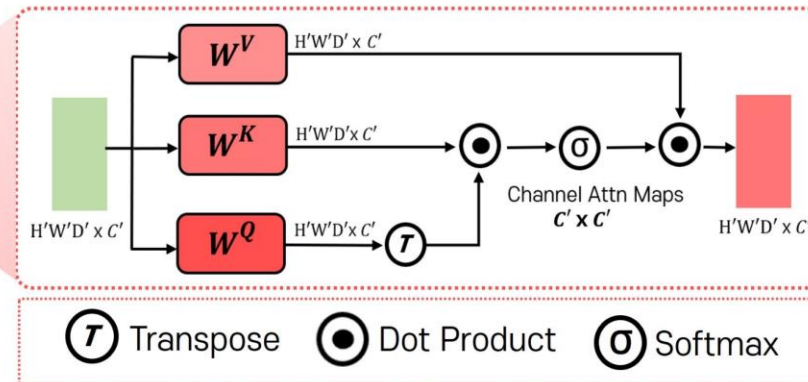 W^V
H′W′D′ x C′
W^K
H′W′D′x C′
σ
Channel Attn Maps
C′ x C′
H′W′D′ x C′
W^Q
H′W′D′x C′
T
H′W′D′ x C
T Transpose
Dot Product
σ Softmax